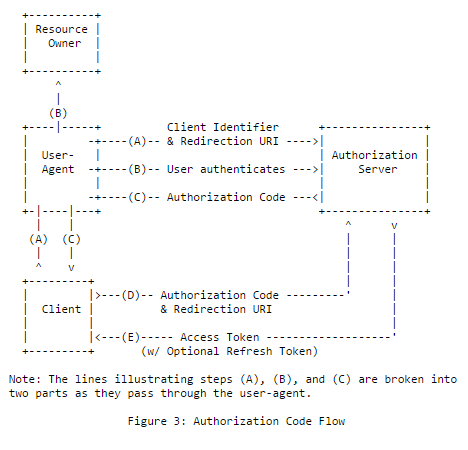 Resource
Owner
(B)
Client Identifier
(A)-- & Redirection URI
User-
Agent
(B)-- User authenticates
Authorization
Server
(C)-- Authorization Code
(A) (C)
(D)-- Authorization Code
Client
& Redirection URI
(E)----- Access Token
(w/ Optional Refresh Token)
Note: The lines illustrating steps (A), (B), and (C) are broken into
two parts as they pass through the user-agent.
Figure 3: Authorization Code Flow